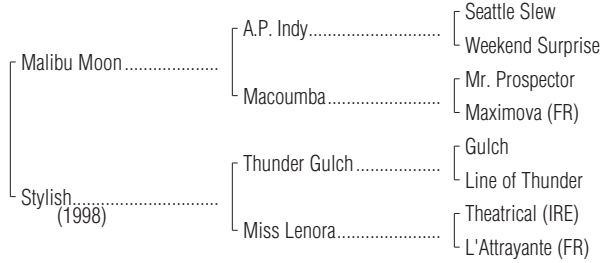 Seattle Slew
A.P. Indy..............................
Weekend Surprise
Malibu Moon ....................
Mr. Prospector
Macoumba.........................
Maximova (FR)
Gulch
Thunder Gulch ...................
Line of Thunder
Stylish................................
(1998)
Theatrical (IRE)
Miss Lenora.......................
L'Attrayante (FR)